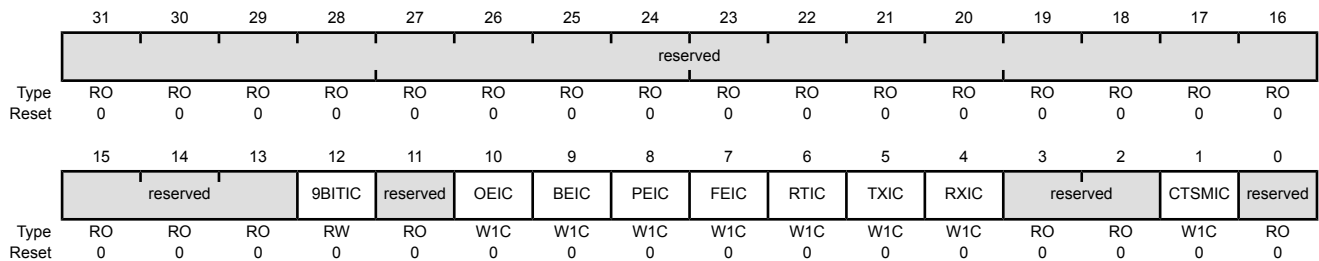 31 30 29 28 27 26 25 24 23 22 21 20 19 18 17 16
reserved
Type RO RO RO RO RO RO RO RO RO RO RO RO RO RO RO RO
Reset 0 0 0 0 0 0 0 0 0 0 0 0 0 0 0 0
15 14 13 12 11 10 9 8 7 6 5 4 3 2 1 0
reserved 9BITIC reserved OEIC BEIC PEIC FEIC RTIC TXIC RXIC reserved CTSMIC reserved
Type RO RO RO RW RO W1C W1C W1C W1C W1C W1C W1C RO RO W1C RO
Reset 0 0 0 0 0 0 0 0 0 0 0 0 0 0 0 0